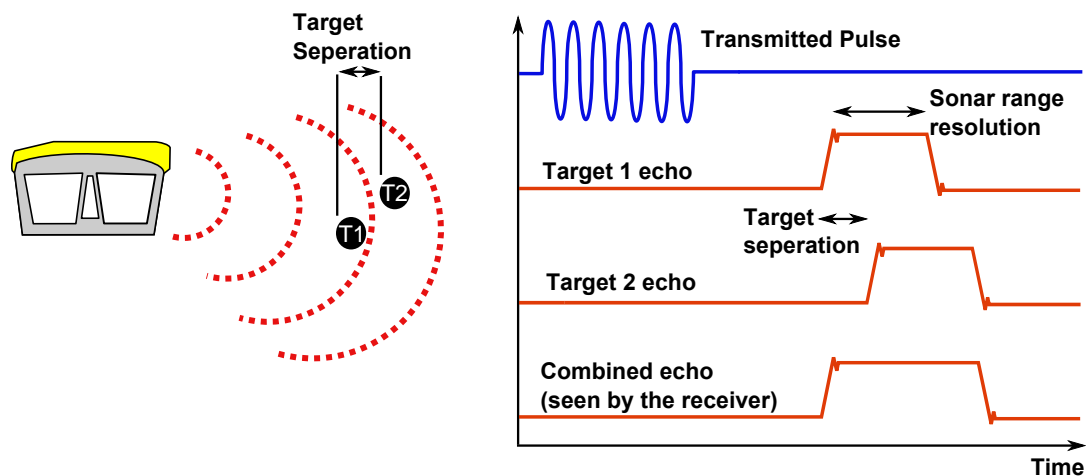 Target
Seperation
T1
T2
Transmitted Pulse
Sonar range
resolution
Target 1 echo
Target
seperation
Target 2 echo
Combined echo
(seen by the receiver)
Time